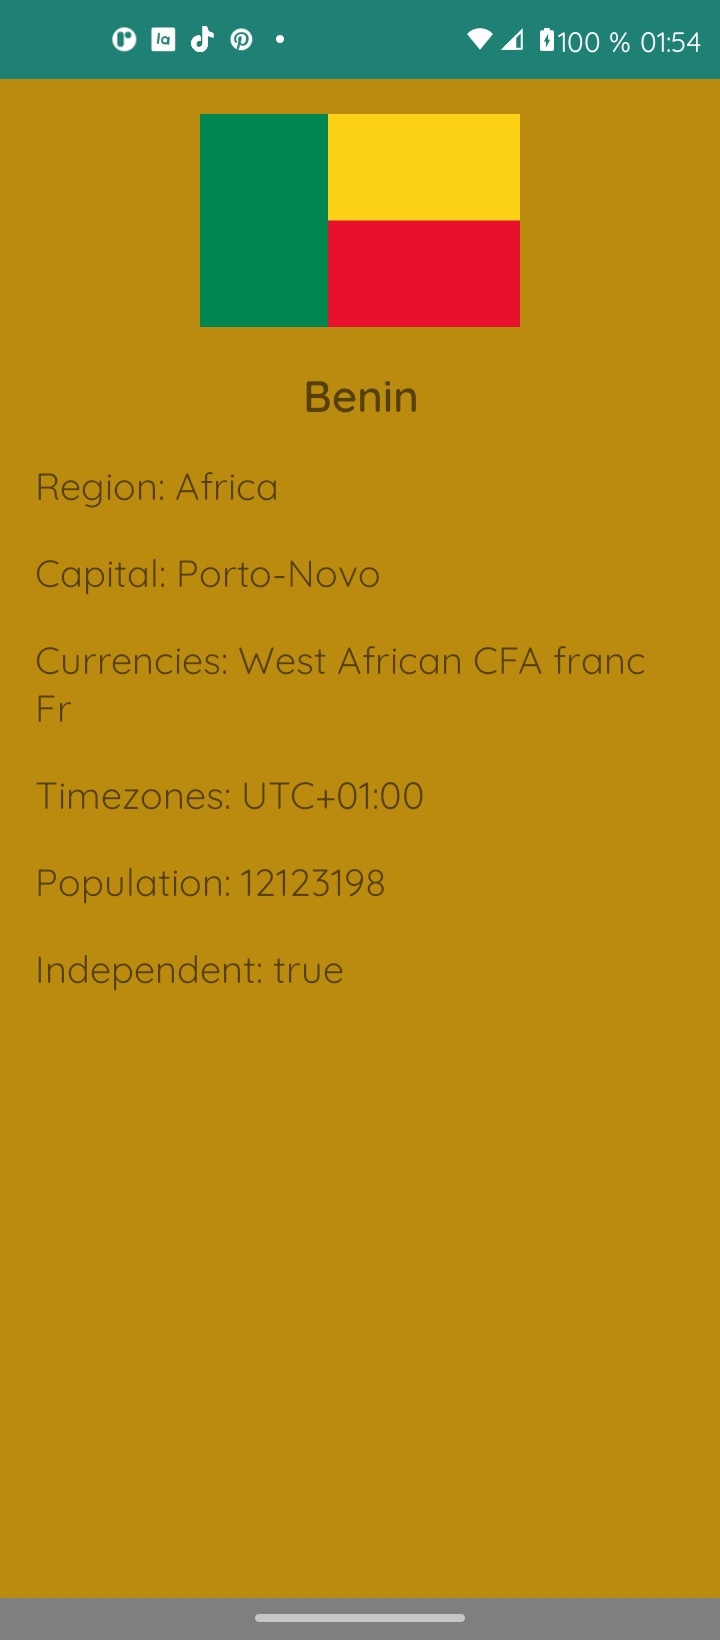 la
100 % 01:54
Benin
Region: Africa
Capital: Porto-Novo
Currencies: West African CFA franc
Fr
Timezones: UTC+01:00
Population: 12123198
Independent: true